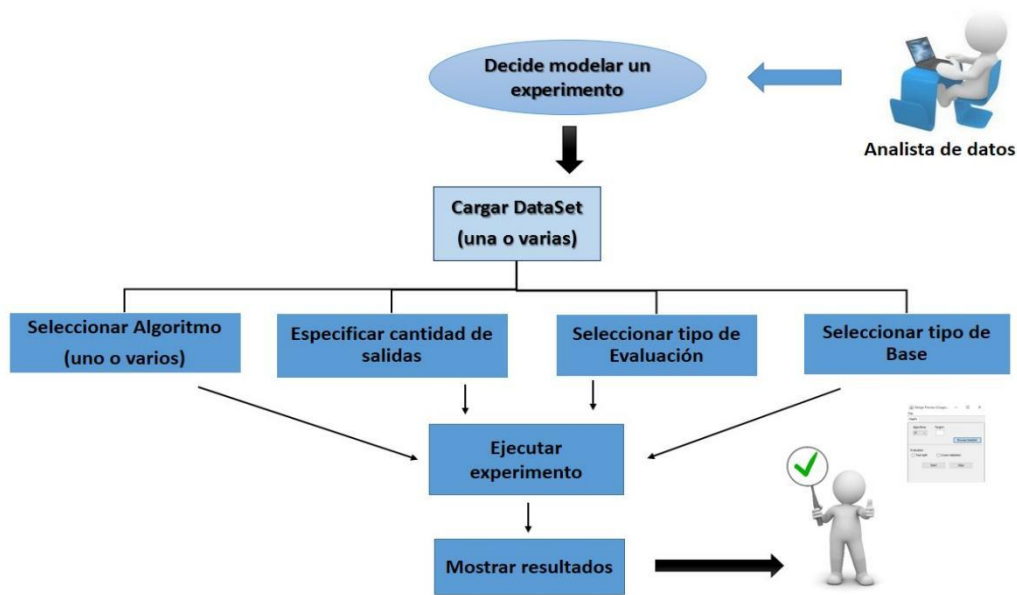 Decide modelar un
experimento
Analista de datos
Cargar DataSet
(una o varias)
Seleccionar Algoritmo
(uno o varios)
Especificar cantidad de
salidas
Seleccionar tipo de
Evaluación
Seleccionar tipo de
Base
Ejecutar
experimento
Mostrar resultados